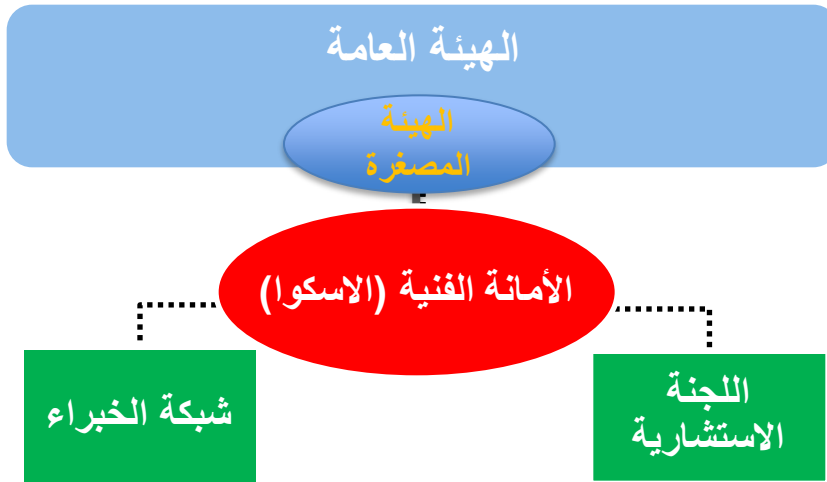 الهيئة العامة
الهيئة
المصغرة
الأمانة الفنية (الاسكوا)
اللجنة
الاستشارية
شبكة الخبراء